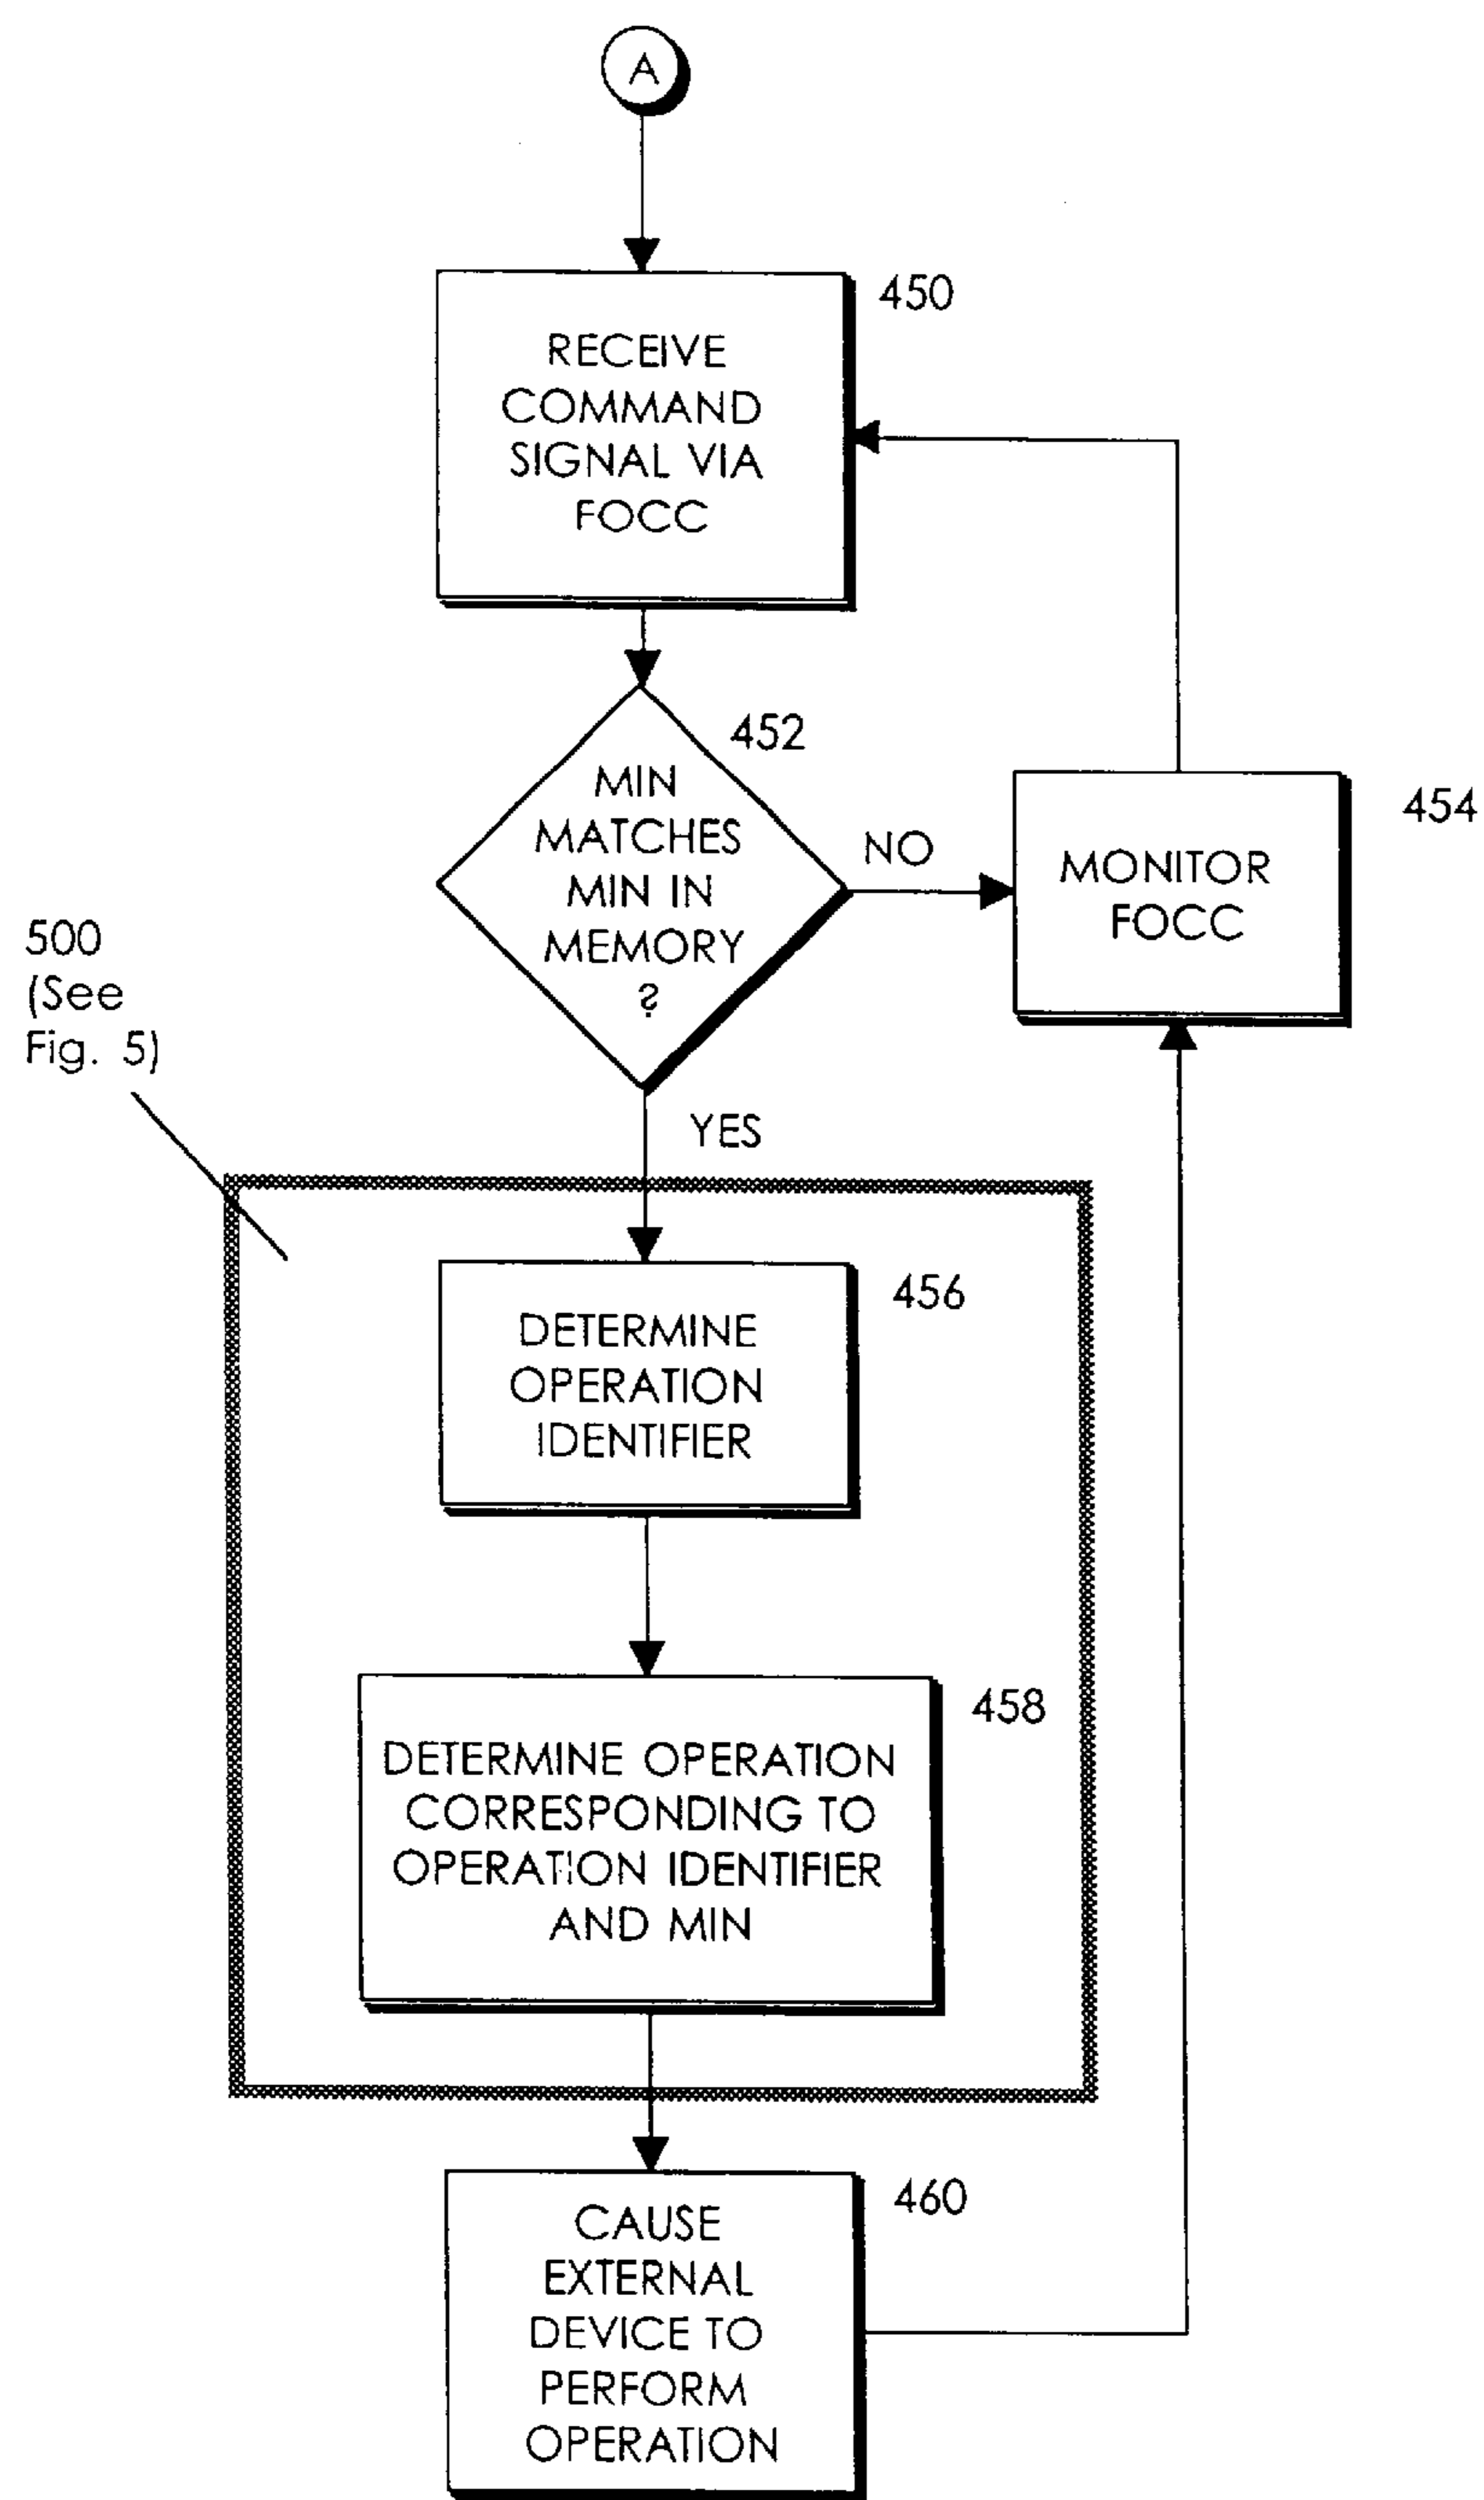 A
450
RECEIVE
COMMAND
SIGNAL VIA
FOCC
452
MIN
MATCHES
MIN IN
MEMORY
?
NO
454
MONITOR
FOCC
500
(See
Fig. 5)
YES
456
DETERMINE
OPERATION
IDENTIFIER
458
DETERMINE OPERATION
CORRESPONDING TO
OPERATION IDENTIFIER
AND MIN
460
CAUSE
EXTERNAL
DEVICE TO
PERFORM
OPERATION